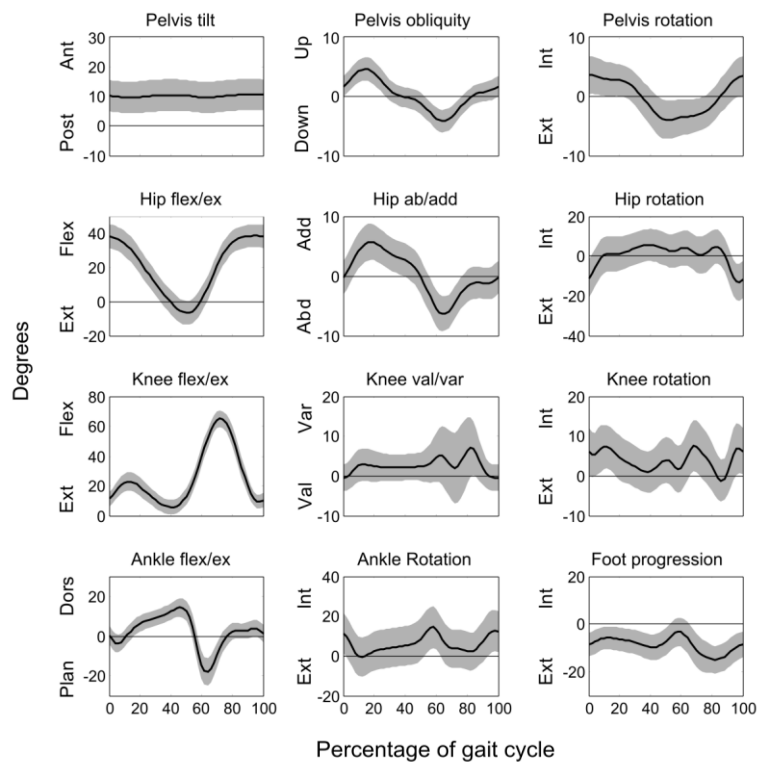 Pelvis tilt Pelvis obliquity Pelvis rotation
30 10 10
Ant Up Int
20
10 0 0
Post Down Ext
0
-10 -10 -10
Hip flex/ex Hip ab/add Hip rotation
40 10 20
Flex Add Int
20 0 0
0 -20
Ext Abd Ext
-20 -10 -40
Degrees
Knee flex/ex Knee val/var Knee rotation
80 20 20
Flex Var Int
60 10 10
40
20 0 0
Ext Val Ext
0 -10 -10
Ankle flex/ex Ankle Rotation Foot progression
40 20
Dors Int
20 20 0
0 0 -20
Plan Ext Ext
-20 -20
0 20 40 60 80 100 0 20 40 60 80 100 0 20 40 60 80 100
Percentage of gait cycle